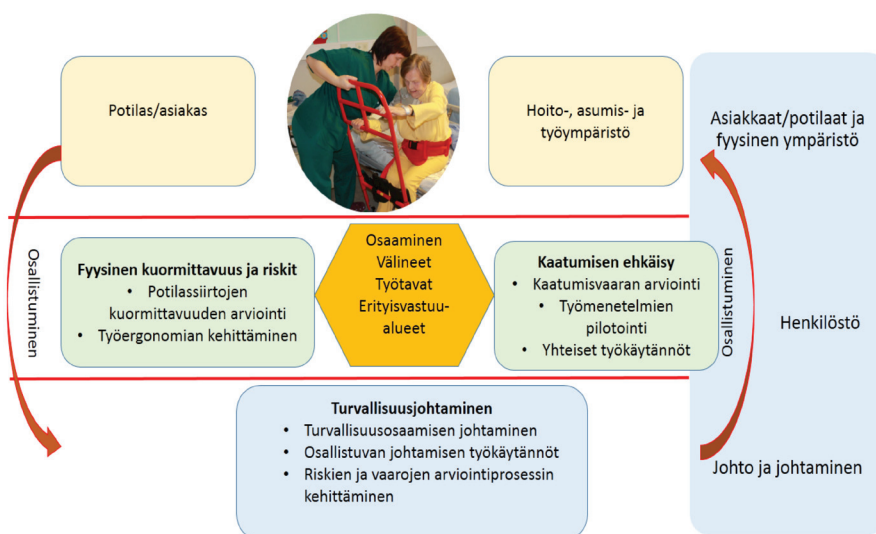 Potilas/asiakas
Hoito-, asumis- ja
työympäristö
Asiakkaat/potilaat ja
fyysinen ympäristö
Osallistuminen
Fyysinen kuormittavuus ja riskit
• Potilassiirtojen
kuormittavuuden arviointi
• Työergonomian kehittäminen
Osaaminen
Välineet
Työtavat
Erityisvastuu-
alueet
Kaatumisen ehkäisy
• Kaatumisvaaran arviointi
• Työmenetelmien
pilotointi
• Yhteiset työkäytännöt
Osallistuminen
Henkilöstö
Turvallisuusjohtaminen
• Turvallisuusosaamisen johtaminen
• Osallistuvan johtamisen työkäytännöt
• Riskien ja vaarojen arviointiprosessin
kehittäminen
Johto ja johtaminen